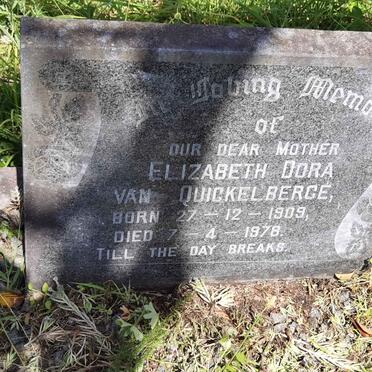 In Loving Memo
of
OUR DEAR MOTHER
ELIZABETH DORA
VAN QUICKELBERGE,
BORN 27-12-1909,
DIED 7-4-1978.
TILL THE DAY BREAKS.